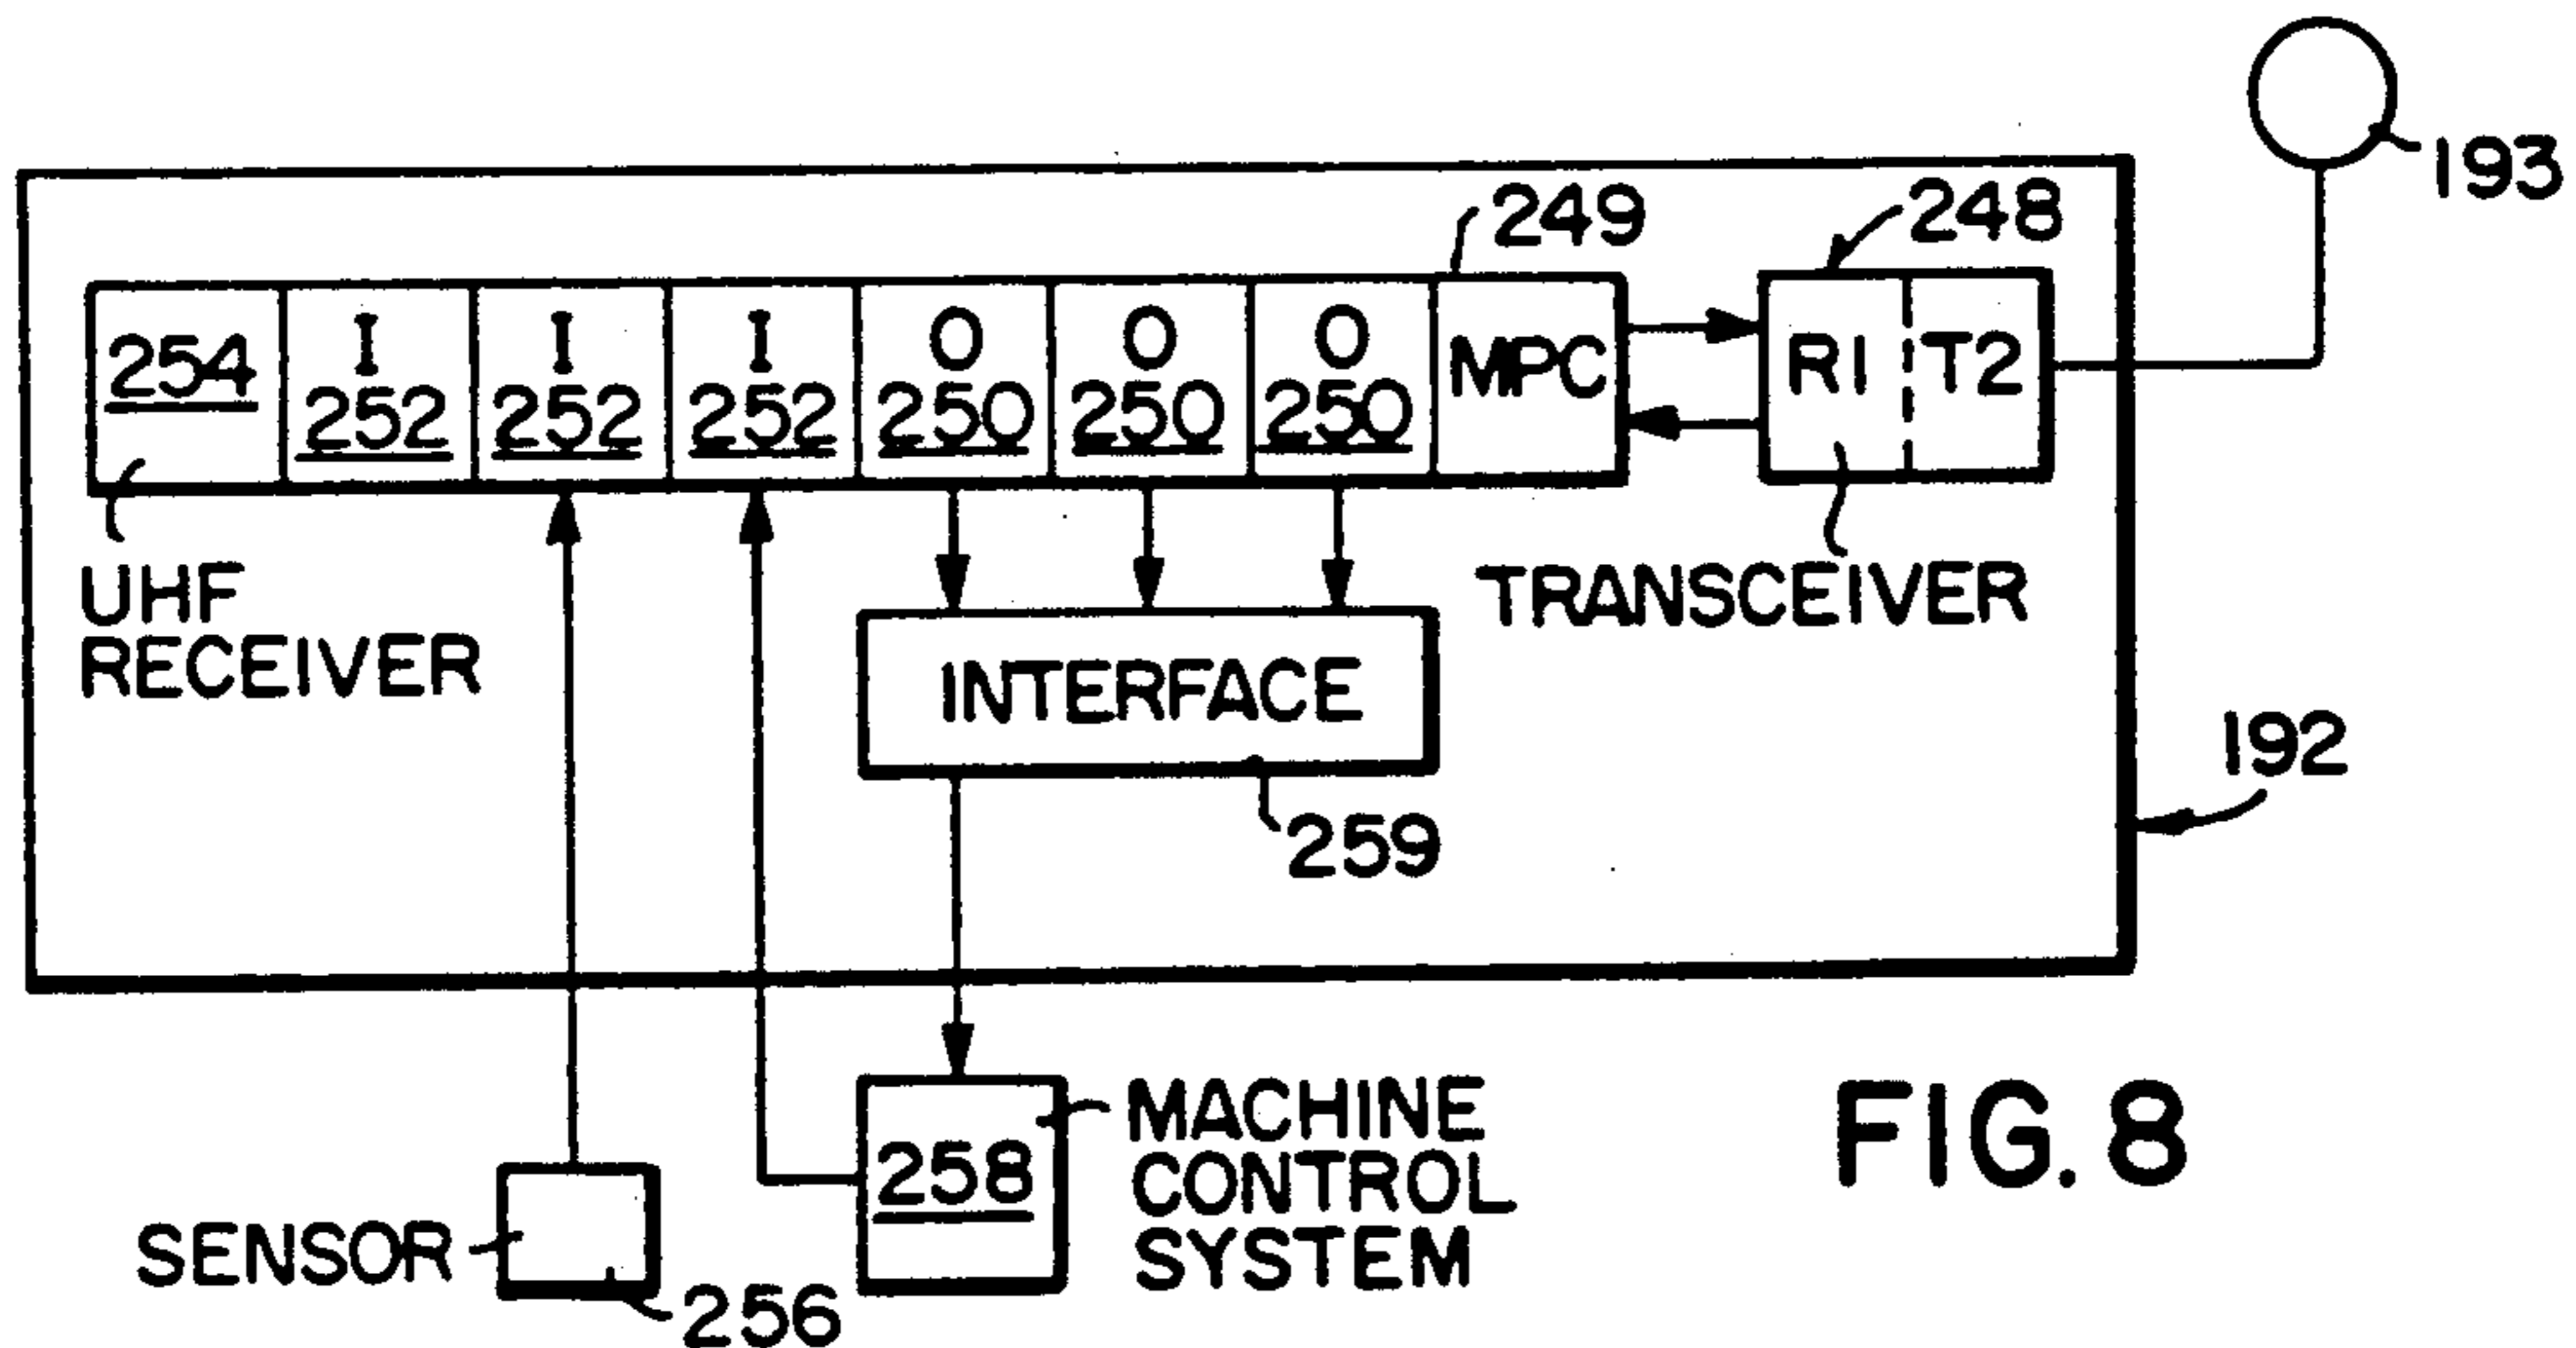 193
249
248
I
I
I
O
O
O
254
252
252
252
250
250
250
MPC
R1
T2
UHF
RECEIVER
TRANSCEIVER
INTERFACE
192
259
MACHINE
CONTROL
SYSTEM
258
SENSOR
256
FIG. 8